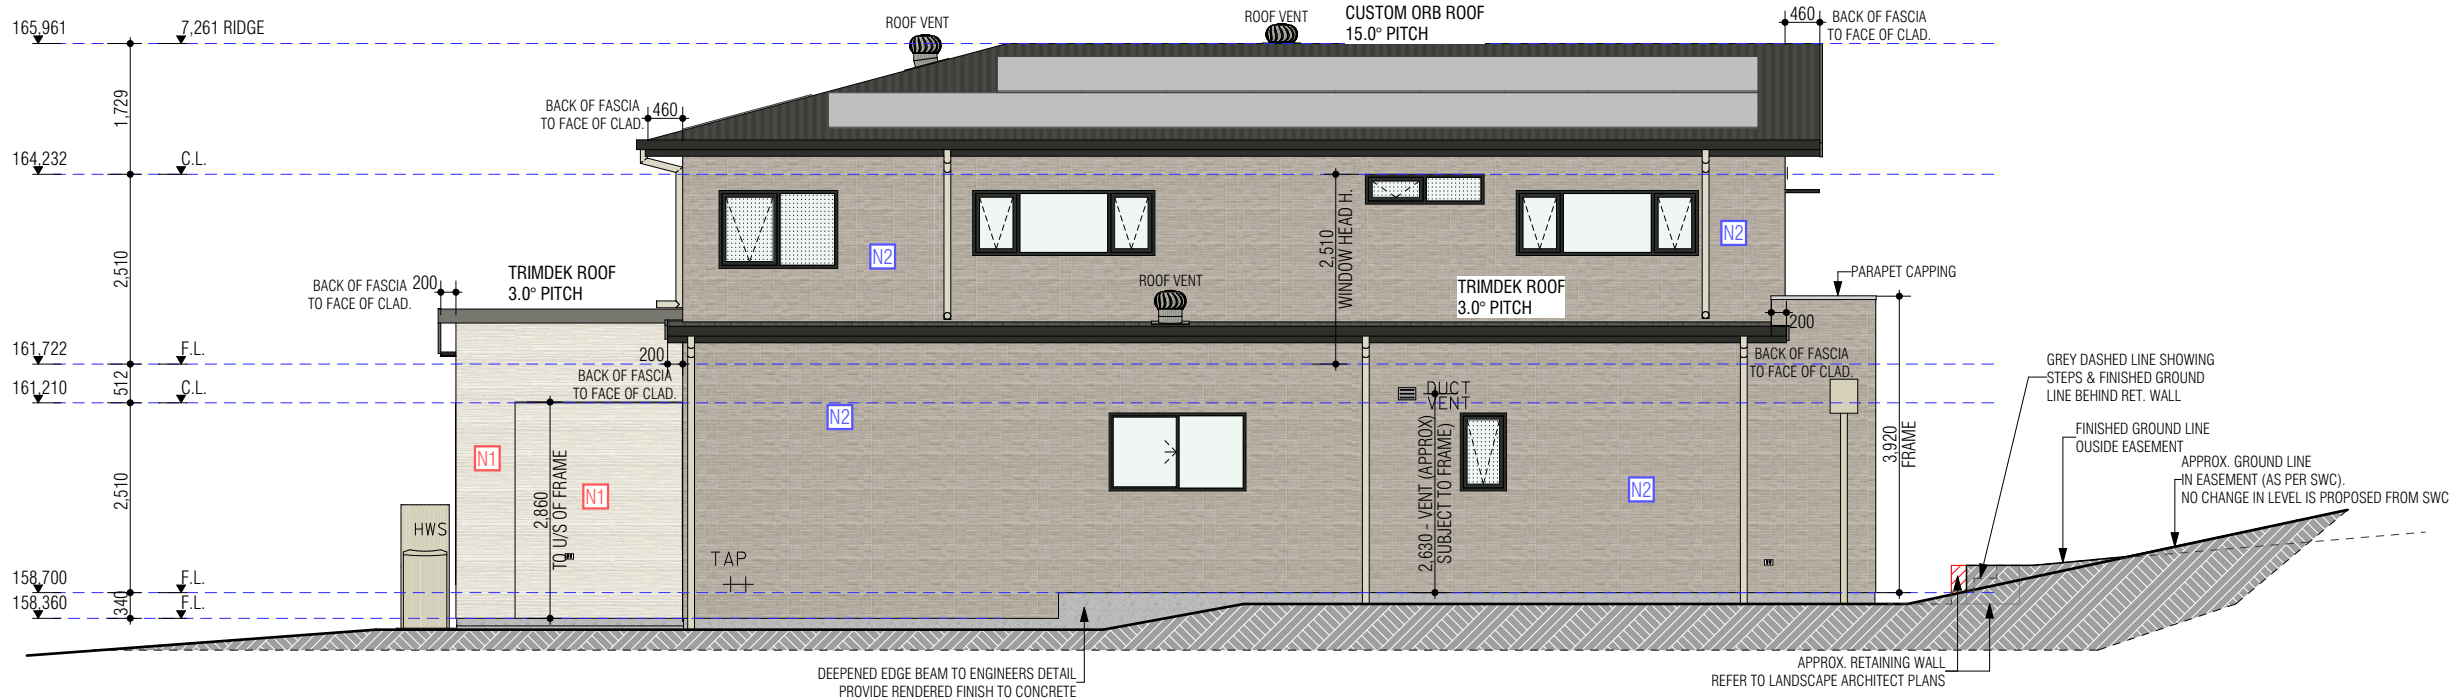 165,961
7,261 RIDGE
ROOF VENT
ROOF VENT
CUSTOM ORB ROOF
15.0° PITCH
460
BACK OF FASCIA
TO FACE OF CLAD.
1,729
BACK OF FASCIA
TO FACE OF CLAD.
460
164,232
C.L.
2,510
N2
N2
2,510
WINDOW HEAD H.
BACK OF FASCIA
TO FACE OF CLAD.
200
TRIMDEK ROOF
3.0° PITCH
ROOF VENT
TRIMDEK ROOF
3.0° PITCH
PARAPET CAPPING
200
161,722
F.L.
512
161,210
C.L.
200
BACK OF FASCIA
TO FACE OF CLAD.
BACK OF FASCIA
TO FACE OF CLAD.
DUCT
VENT
GREY DASHED LINE SHOWING
STEPS & FINISHED GROUND
LINE BEHIND RET. WALL
N2
N1
N1
N2
2,510
2,860
TO U/S OF FRAME
2,630 - VENT (APPROX)
SUBJECT TO FRAME)
3,920
FRAME
FINISHED GROUND LINE
OUSIDE EASEMENT
APPROX. GROUND LINE
IN EASEMENT (AS PER SWC).
NO CHANGE IN LEVEL IS PROPOSED FROM SWC
HWS
TAP
158,700
F.L.
340
158,360
F.L.
DEEPENED EDGE BEAM TO ENGINEERS DETAIL
PROVIDE RENDERED FINISH TO CONCRETE
APPROX. RETAINING WALL
REFER TO LANDSCAPE ARCHITECT PLANS